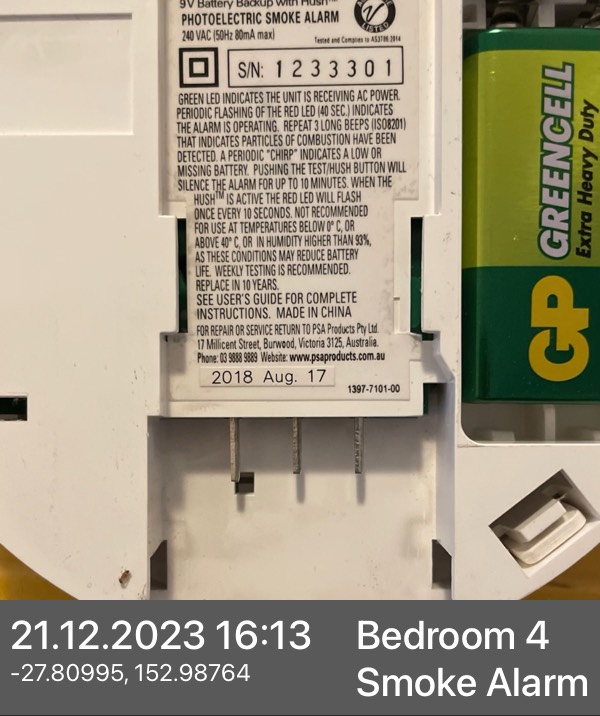 9V Battery Backup with Hush™
PHOTOELECTRIC SMOKE ALARM
240 VAC (50Hz 80mA max)
LISTED
Tested and Complies to AS3786:2014
S/N: 1233301
GREEN LED INDICATES THE UNIT IS RECEIVING AC POWER.
PERIODIC FLASHING OF THE RED LED (40 SEC.) INDICATES
THE ALARM IS OPERATING. REPEAT 3 LONG BEEPS (ISO8201)
THAT INDICATES PARTICLES OF COMBUSTION HAVE BEEN
DETECTED. A PERIODIC "CHIRP" INDICATES A LOW OR
MISSING BATTERY. PUSHING THE TEST/HUSH BUTTON WILL
SILENCE THE ALARM FOR UP TO 10 MINUTES. WHEN THE
HUSH™ IS ACTIVE THE RED LED WILL FLASH
ONCE EVERY 10 SECONDS. NOT RECOMMENDED
FOR USE AT TEMPERATURES BELOW 0° C, OR
ABOVE 40° C, OR IN HUMIDITY HIGHER THAN 93%,
AS THESE CONDITIONS MAY REDUCE BATTERY
LIFE. WEEKLY TESTING IS RECOMMENDED.
REPLACE IN 10 YEARS.
SEE USER'S GUIDE FOR COMPLETE
INSTRUCTIONS. MADE IN CHINA
FOR REPAIR OR SERVICE RETURN TO PSA Products Pty Ltd.
17 Millicent Street, Burwood, Victoria 3125, Australia.
Phone: 03 9888 9889 Website: www.psaproducts.com.au
2018 Aug. 17
1397-7101-00
GP GREENCELL
Extra Heavy Duty
21.12.2023 16:13
-27.80995, 152.98764
Bedroom 4
Smoke Alarm